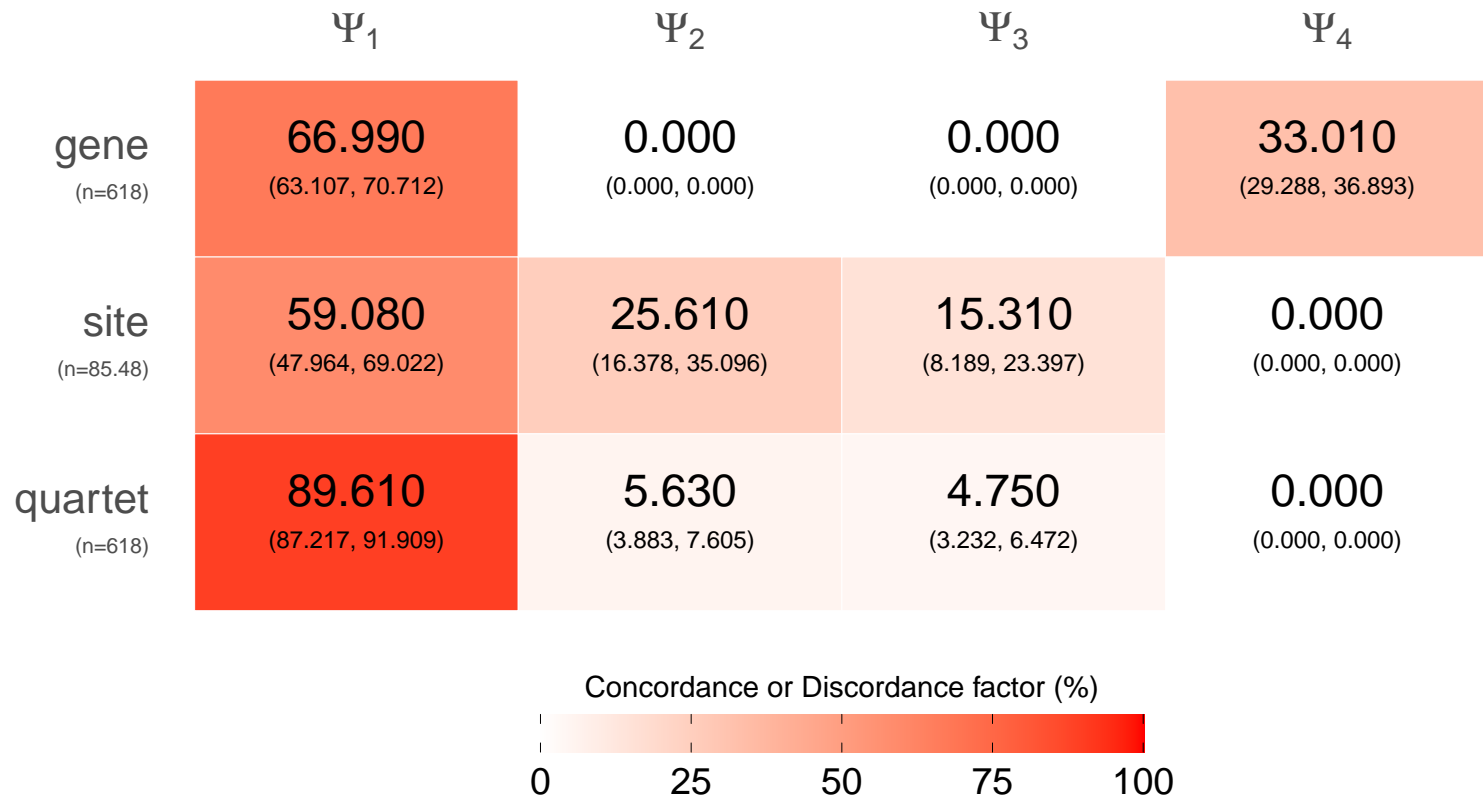 Ψ1 Ψ2 Ψ3 Ψ4
gene 66.990 0.000 0.000 33.010
(n=618) (63.107, 70.712) (0.000, 0.000) (0.000, 0.000) (29.288, 36.893)
site 59.080 25.610 15.310 0.000
(n=85.48) (47.964, 69.022) (16.378, 35.096) (8.189, 23.397) (0.000, 0.000)
quartet 89.610 5.630 4.750 0.000
(n=618) (87.217, 91.909) (3.883, 7.605) (3.232, 6.472) (0.000, 0.000)
Concordance or Discordance factor (%)
0 25 50 75 100